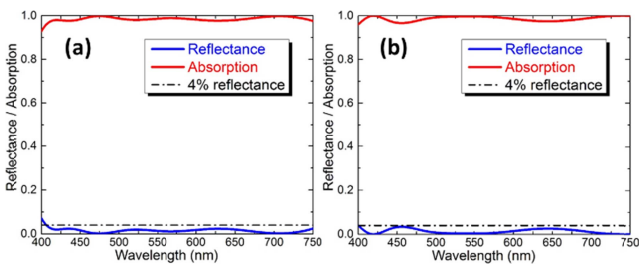 (a)
Reflectance
Absorption
4% reflectance
Reflectance / Absorption
1.0
0.8
0.6
0.4
0.2
0.0
400 450 500 550 600 650 700 750
Wavelength (nm)
(b)
Reflectance
Absorption
4% reflectance
Reflectance / Absorption
1.0
0.8
0.6
0.4
0.2
0.0
400 450 500 550 600 650 700 750
Wavelength (nm)